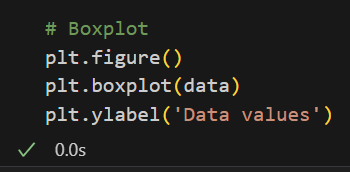 # Boxplot
plt.figure()
plt.boxplot(data)
plt.ylabel('Data values')
0.0s